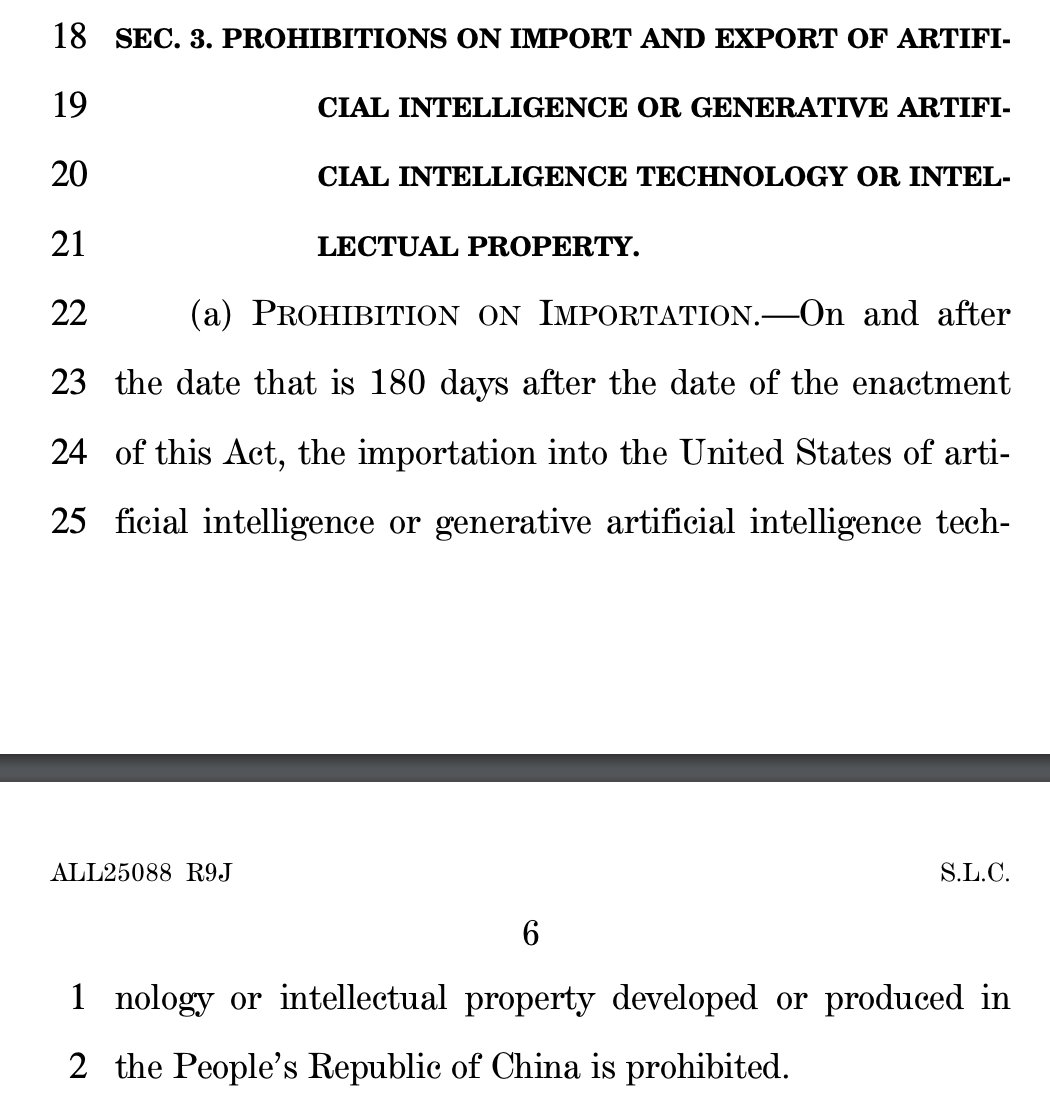 18 SEC. 3. PROHIBITIONS ON IMPORT AND EXPORT OF ARTIFI-
19 CIAL INTELLIGENCE OR GENERATIVE ARTIFI-
20 CIAL INTELLIGENCE TECHNOLOGY OR INTEL-
21 LECTUAL PROPERTY.
22 (a) PROHIBITION ON IMPORTATION.—On and after
23 the date that is 180 days after the date of the enactment
24 of this Act, the importation into the United States of arti-
25 ficial intelligence or generative artificial intelligence tech-
ALL25088 R9J S.L.C.
6
1 nology or intellectual property developed or produced in
2 the People’s Republic of China is prohibited.